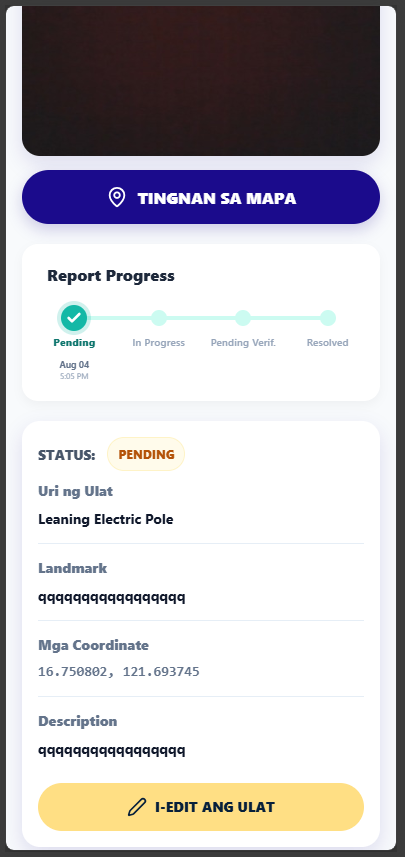 TINGNAN SA MAPA
Report Progress
Pending In Progress Pending Verif. Resolved
Aug 04
5:05 PM
STATUS: PENDING
Uri ng Ulat
Leaning Electric Pole
Landmark
qqqqqqqqqqqqqqqqq
Mga Coordinate
16.750802, 121.693745
Description
qqqqqqqqqqqqqqqqq
I-EDIT ANG ULAT